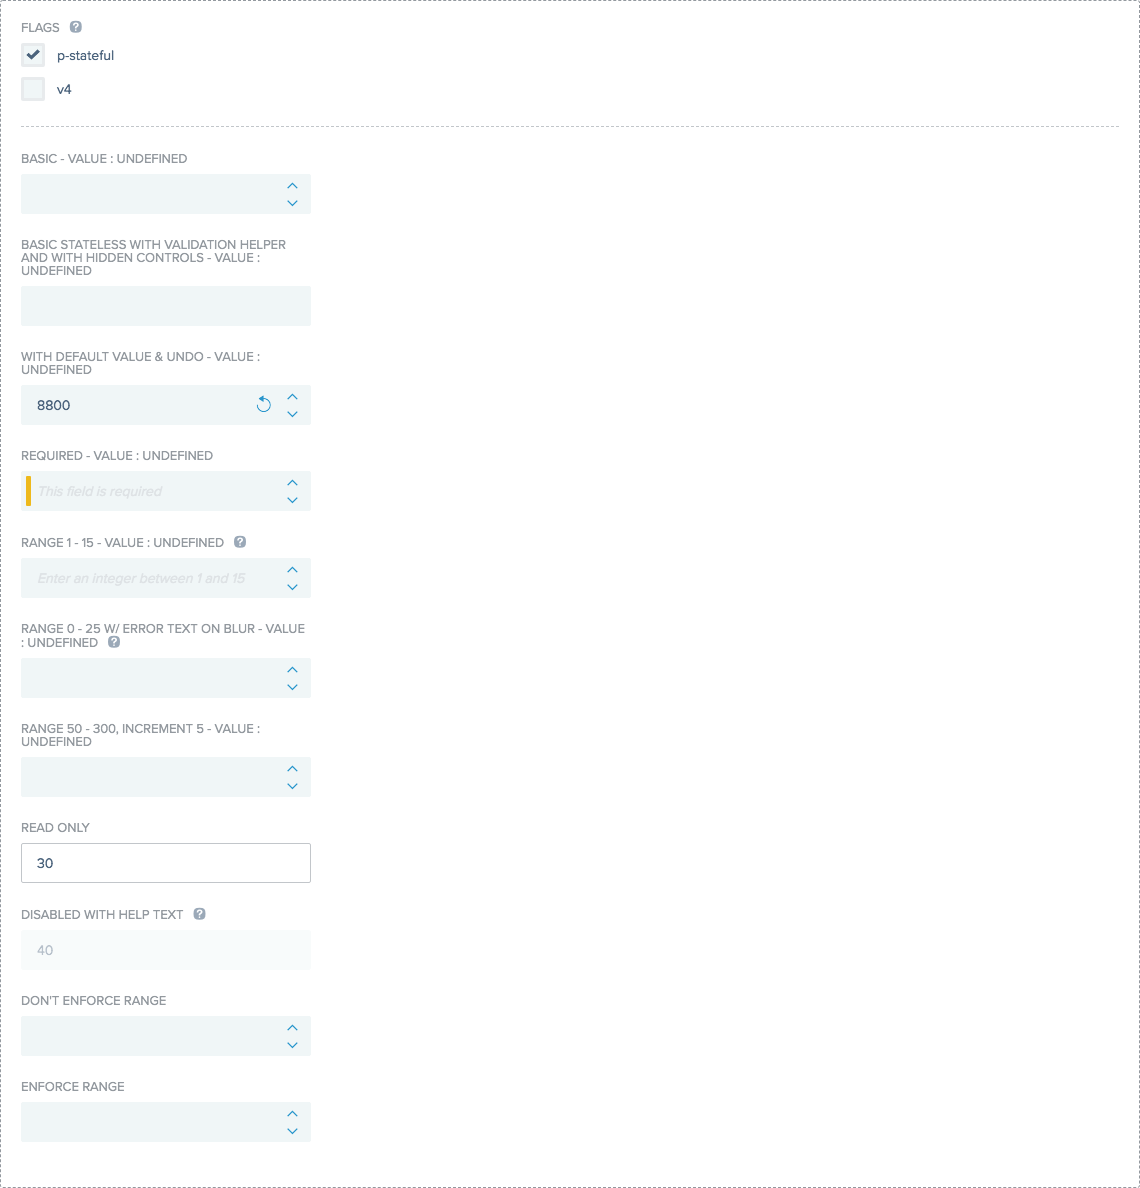 FLAGS ?
p-stateful
v4
BASIC - VALUE : UNDEFINED
BASIC STATELESS WITH VALIDATION HELPER
AND WITH HIDDEN CONTROLS - VALUE :
UNDEFINED
WITH DEFAULT VALUE & UNDO - VALUE :
UNDEFINED
8800
REQUIRED - VALUE : UNDEFINED
This field is required
RANGE 1 - 15 - VALUE : UNDEFINED ?
Enter an integer between 1 and 15
RANGE 0 - 25 W/ ERROR TEXT ON BLUR - VALUE
: UNDEFINED ?
RANGE 50 - 300, INCREMENT 5 - VALUE :
UNDEFINED
READ ONLY
30
DISABLED WITH HELP TEXT ?
40
DON'T ENFORCE RANGE
ENFORCE RANGE